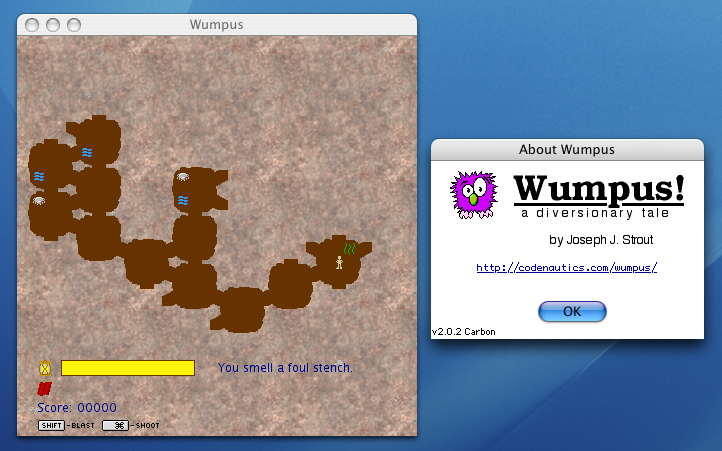 Wumpus
You smell a foul stench.
Score: 00000
SHIFT -BLAST ⌘ -SHOOT
About Wumpus
Wumpus!
a diversionary tale
by Joseph J. Strout
http://codenautics.com/wumpus/
OK
v2.0.2 Carbon